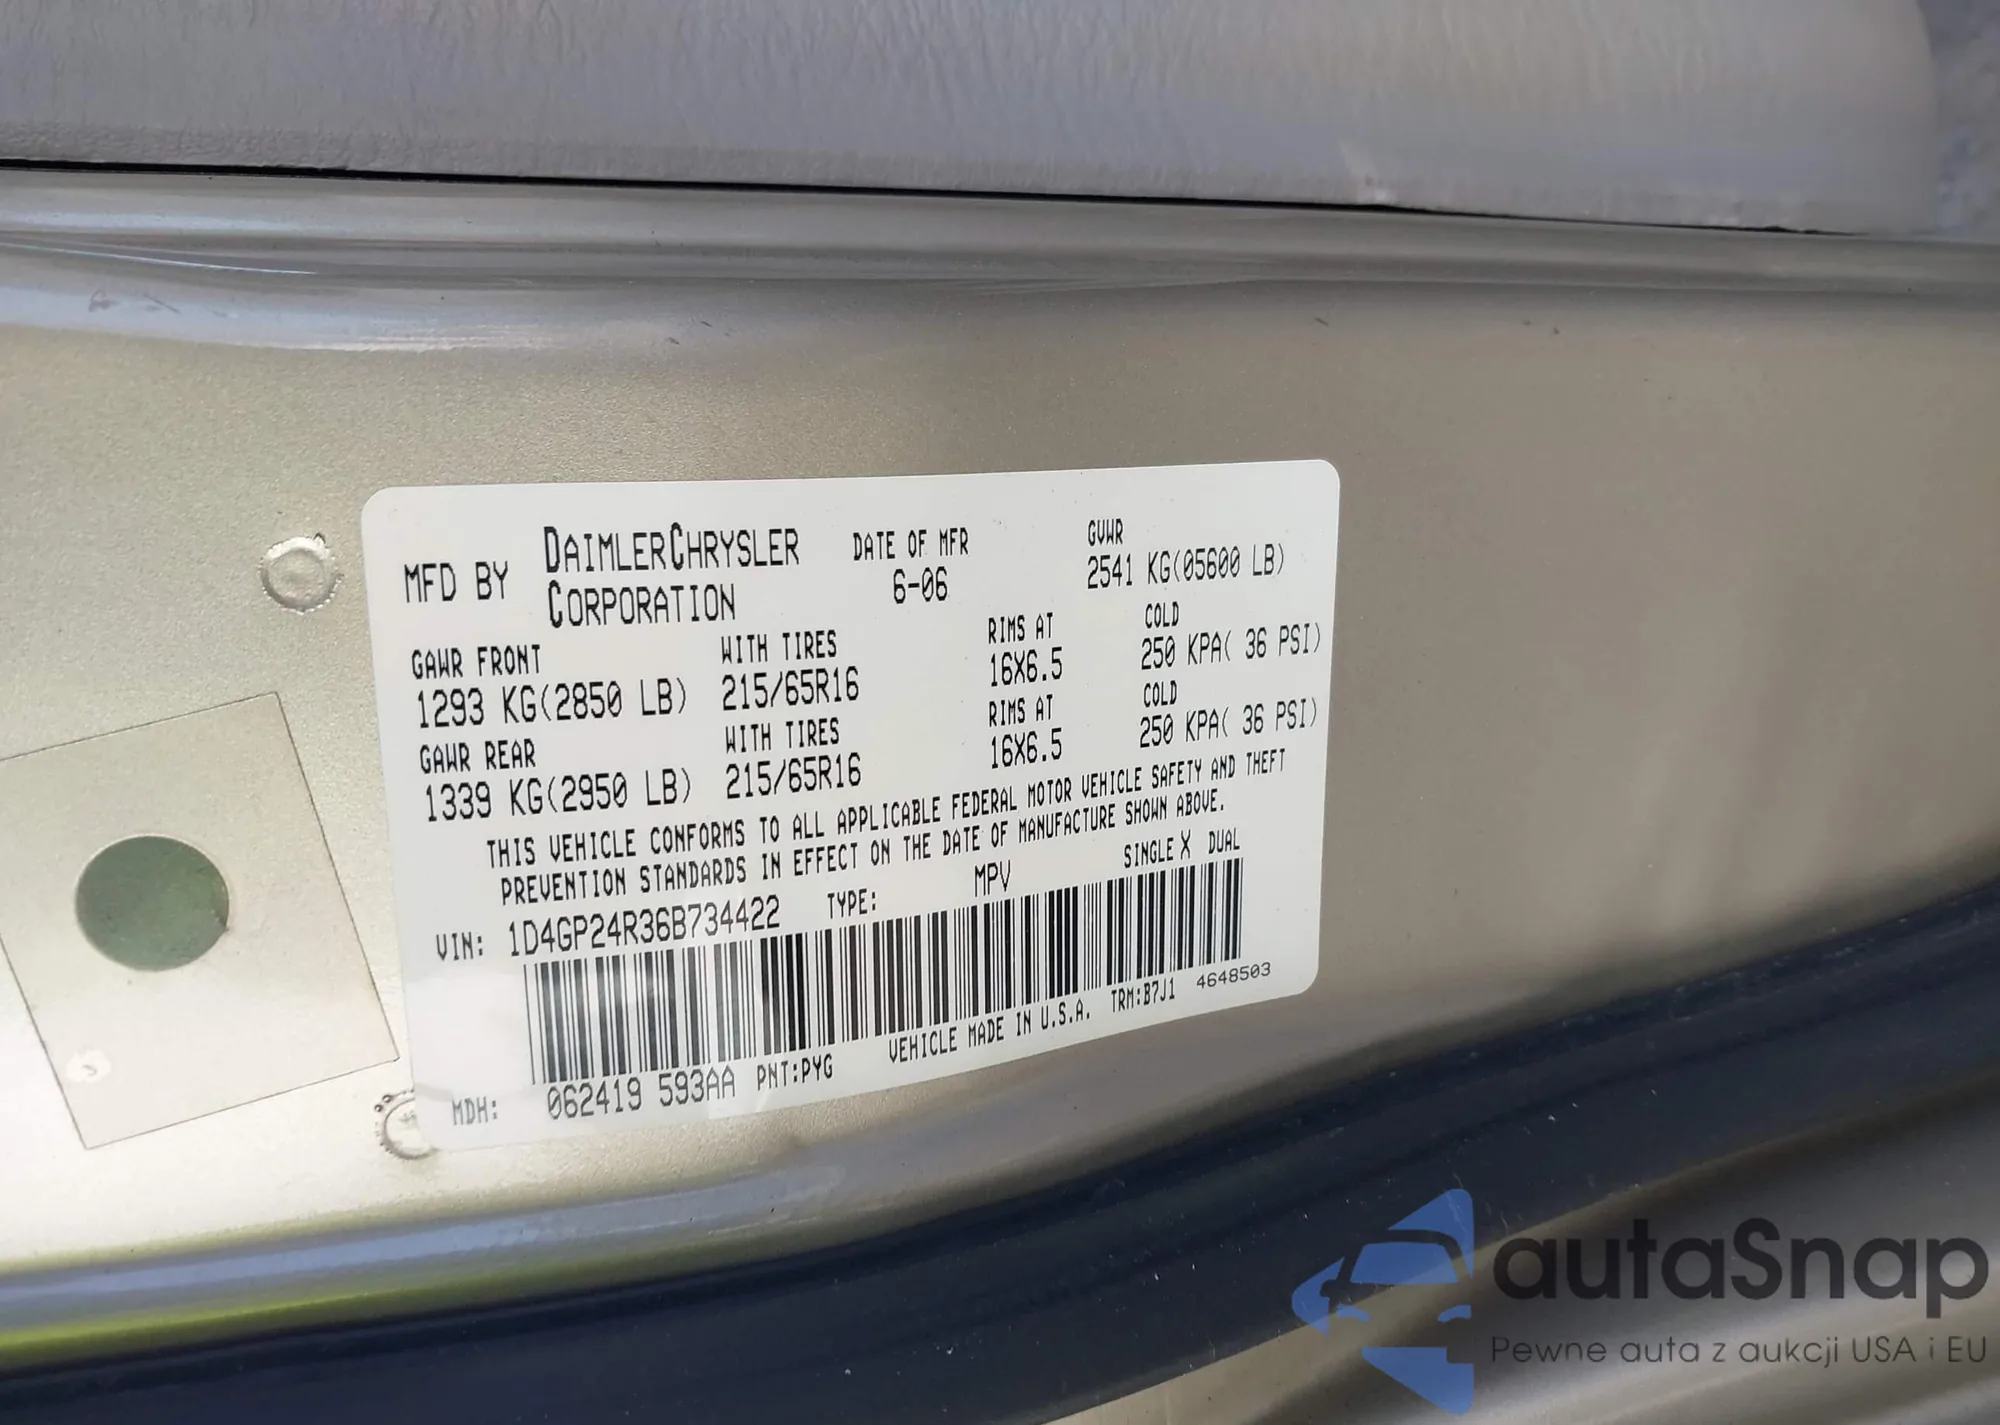 MFD BY DAIMLERCHRYSLER CORPORATION DATE OF MFR 6-06 GVWR 2541 KG(05600 LB)
GAWR FRONT WITH TIRES RIMS AT COLD
1293 KG(2850 LB) 215/65R16 16X6.5 250 KPA( 36 PSI)
GAWR REAR WITH TIRES RIMS AT COLD
1339 KG(2950 LB) 215/65R16 16X6.5 250 KPA( 36 PSI)
THIS VEHICLE CONFORMS TO ALL APPLICABLE FEDERAL MOTOR VEHICLE SAFETY AND THEFT
PREVENTION STANDARDS IN EFFECT ON THE DATE OF MANUFACTURE SHOWN ABOVE.
VIN: 1D4GP24R36B734422 TYPE: MPV SINGLE X DUAL
MDH: 062419 593AA PNT:PYG VEHICLE MADE IN U.S.A. TRM:B7J1 4648503
autaSnap
Pewne auta z aukcji USA i EU